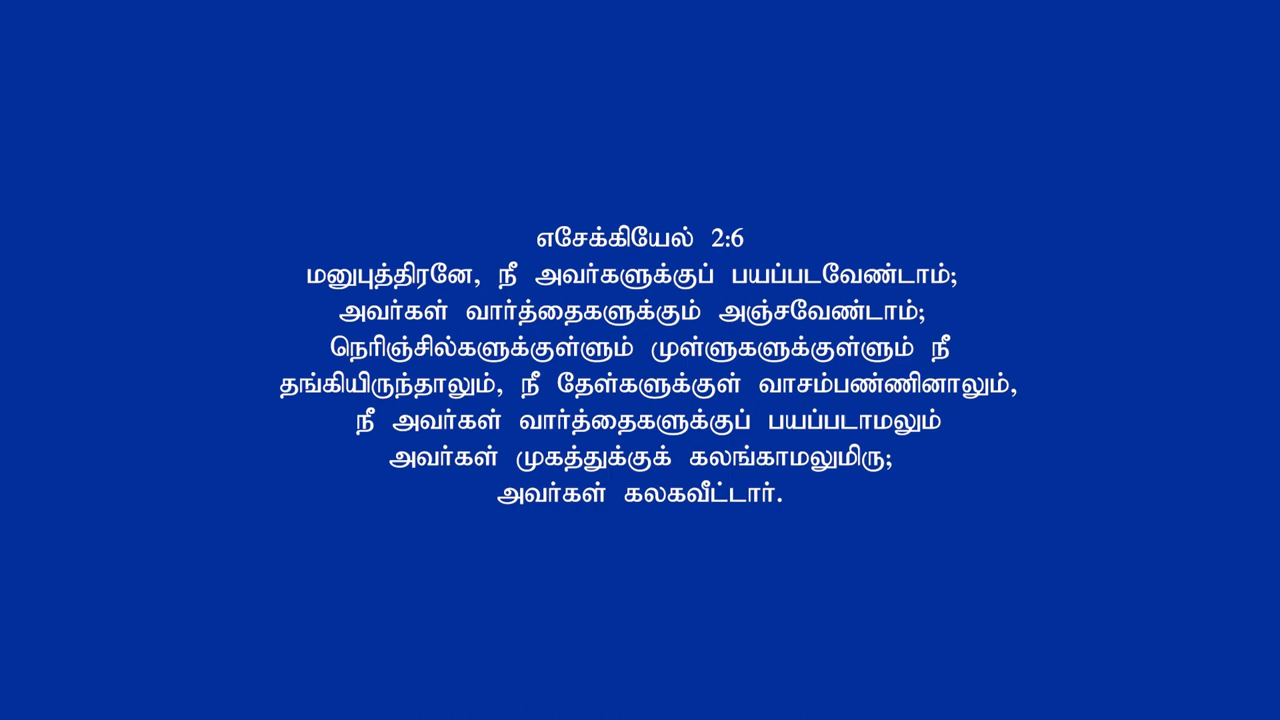 எசேக்கியேல் 2:6
மனுபுத்திரனே, நீ அவர்களுக்குப் பயப்படவேண்டாம்;
அவர்கள் வார்த்தைகளுக்கும் அஞ்சவேண்டாம்;
நெரிஞ்சில்களுக்குள்ளும் முள்ளுகளுக்குள்ளும் நீ
தங்கியிருந்தாலும், நீ தேள்களுக்குள் வாசம்பண்ணினாலும்,
நீ அவர்கள் வார்த்தைகளுக்குப் பயப்படாமலும்
அவர்கள் முகத்துக்குக் கலங்காமலுமிரு;
அவர்கள் கலகவீட்டார்.